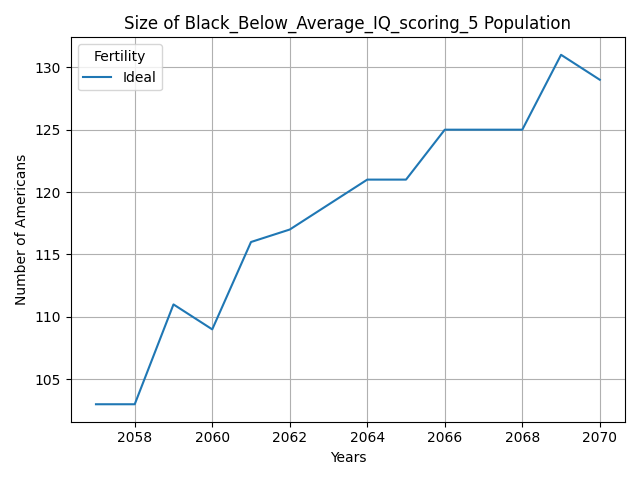 Size of Black_Below_Average_IQ_scoring_5 Population
Fertility
Ideal
Number of Americans
130
125
120
115
110
105
2058 2060 2062 2064 2066 2068 2070
Years